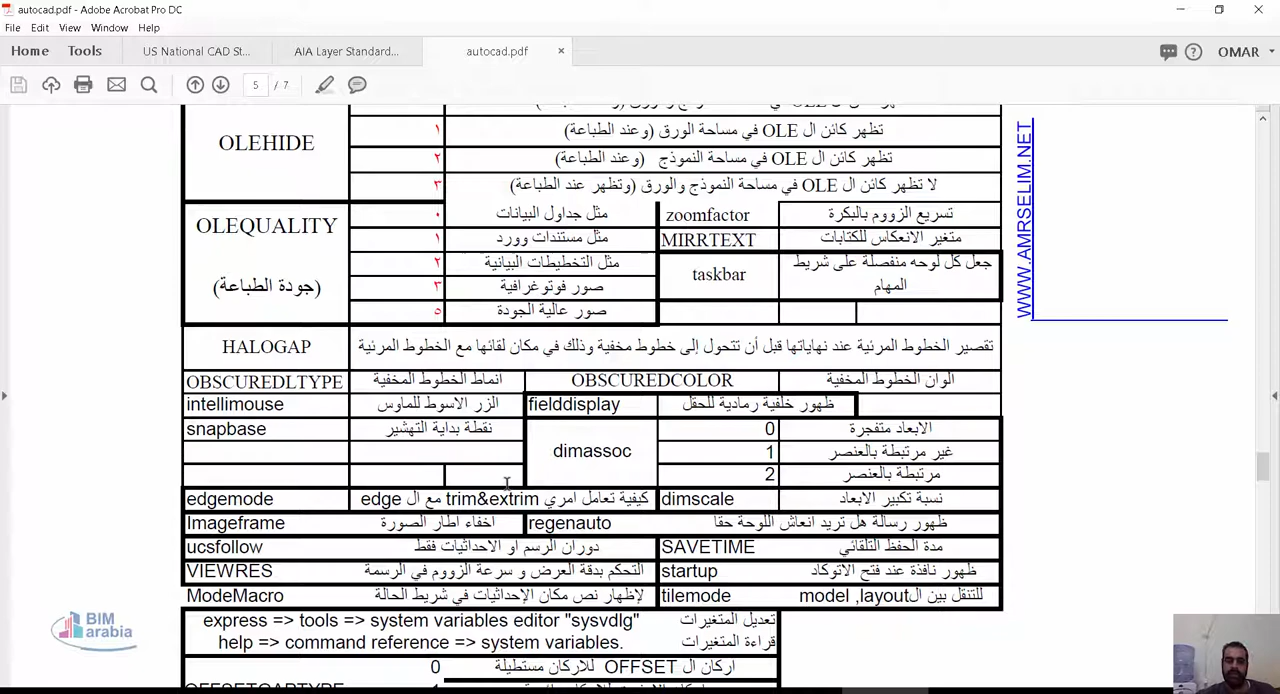 autocad.pdf - Adobe Acrobat Pro DC
File Edit View Window Help
Home Tools US National CAD St... AIA Layer Standard... autocad.pdf × OMAR
5 / 7
OLEHIDE
١ تظهر كائن ال OLE في مساحة الورق (وعند الطباعة)
٢ تظهر كائن ال OLE في مساحة النموذج (وعند الطباعة)
٣ لا تظهر كائن ال OLE في مساحة النموذج والورق (وتظهر عند الطباعة)
OLEQUALITY
(جودة الطباعة)
٠ مثل جداول البيانات
١ مثل مستندات وورد
٢ مثل التخطيطات البيانية
٣ صور فوتوغرافية
٥ صور عالية الجودة
zoomfactor تسريع الزووم بالبكرة
MIRRTEXT متغير الانعكاس للكتابات
taskbar جعل كل لوحه منفصلة على شريط
المهام
HALOGAP تقصير الخطوط المرئية عند نهاياتها قبل أن تتحول إلى خطوط مخفية وذلك في مكان لقائها مع الخطوط المرئية
OBSCUREDLTYPE انماط الخطوط المخفية OBSCUREDCOLOR الوان الخطوط المخفية
intellimouse الزر الاسوط للماوس fielddisplay ظهور خلفية رمادية للحقل
snapbase نقطة بداية التهشير
dimassoc
0 الابعاد متفجرة
1 غير مرتبطة بالعنصر
2 مرتبطة بالعنصر
edgemode كيفية تعامل امري trim&extrim مع ال edge dimscale نسبة تكبير الابعاد
Imageframe اخفاء اطار الصورة regenauto ظهور رسالة هل تريد انعاش اللوحة حقا
ucsfollow دوران الرسم او الاحداثيات فقط SAVETIME مدة الحفظ التلقائي
VIEWRES التحكم بدقة العرض و سرعة الزووم في الرسمة startup ظهور نافذة عند فتح الاتوكاد
ModeMacro لإظهار نص مكان الإحداثيات في شريط الحالة tilemode للتنقل بين الmodel ,layout
express => tools => system variables editor "sysvdlg" تعديل المتغيرات
help => command reference => system variables. قراءة المتغيرات
0 اركان ال OFFSET للاركان مستطيلة
WWW.AMRSELIM.NET
BIM
arabia